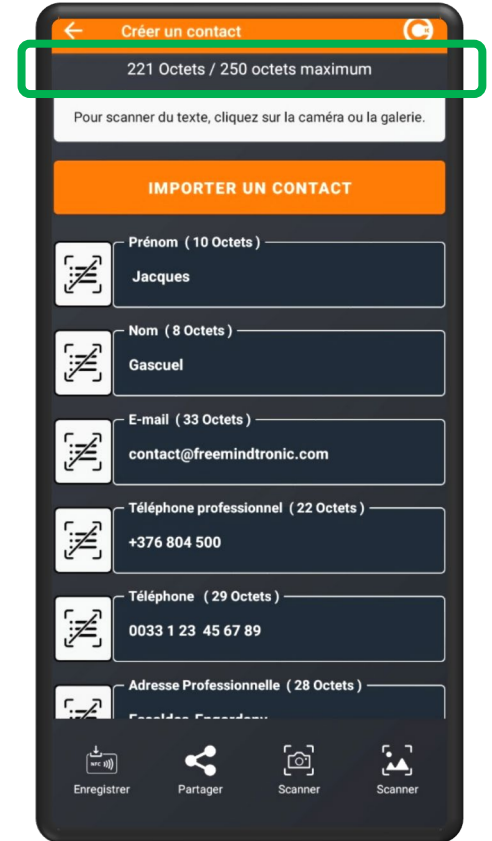 Créer un contact
221 Octets / 250 octets maximum
Pour scanner du texte, cliquez sur la caméra ou la galerie.
IMPORTER UN CONTACT
Prénom ( 10 Octets )
Jacques
Nom ( 8 Octets )
Gascuel
E-mail ( 33 Octets )
contact@freemindtronic.com
Téléphone professionnel ( 22 Octets )
+376 804 500
Téléphone ( 29 Octets )
0033 1 23 45 67 89
Adresse Professionnelle ( 28 Octets )
NFC
Enregistrer
Partager
Scanner
Scanner